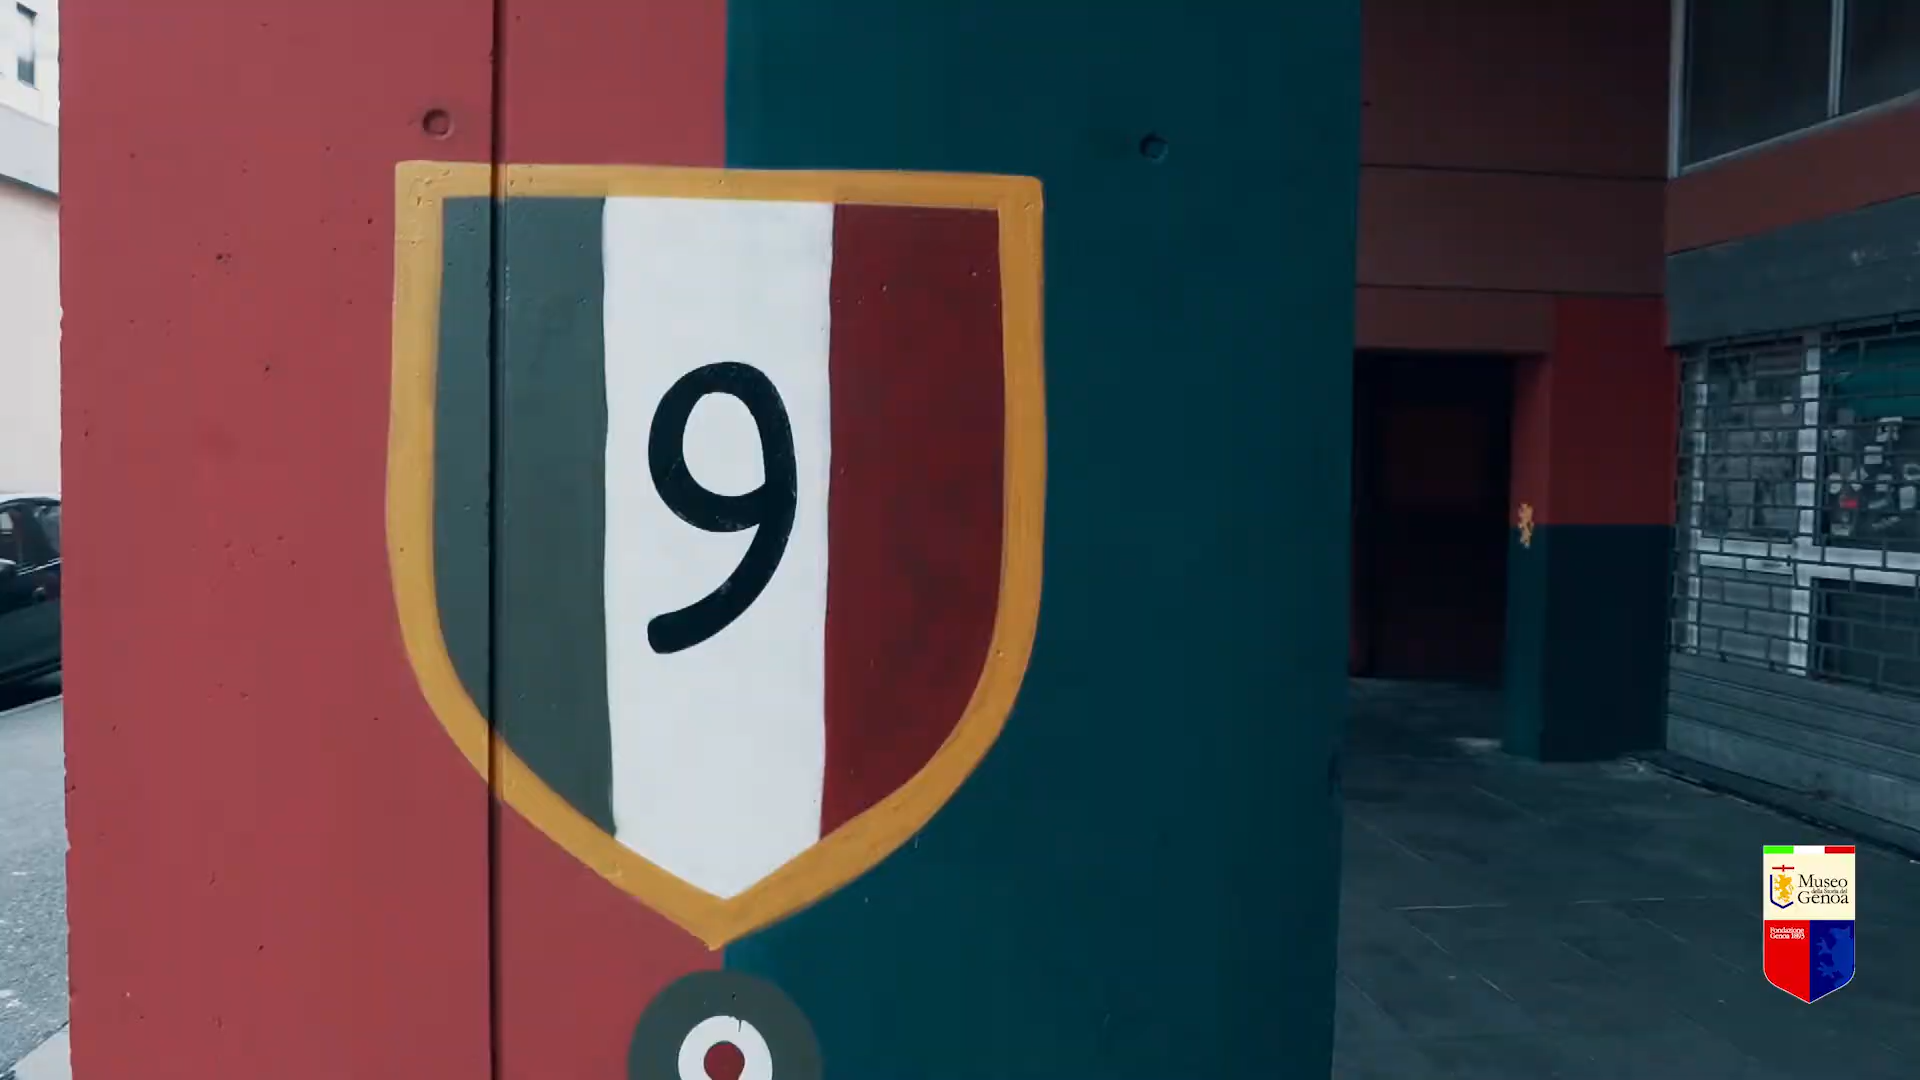 9
Museo
della Storia del
Genoa
Fondazione
Genoa 1893